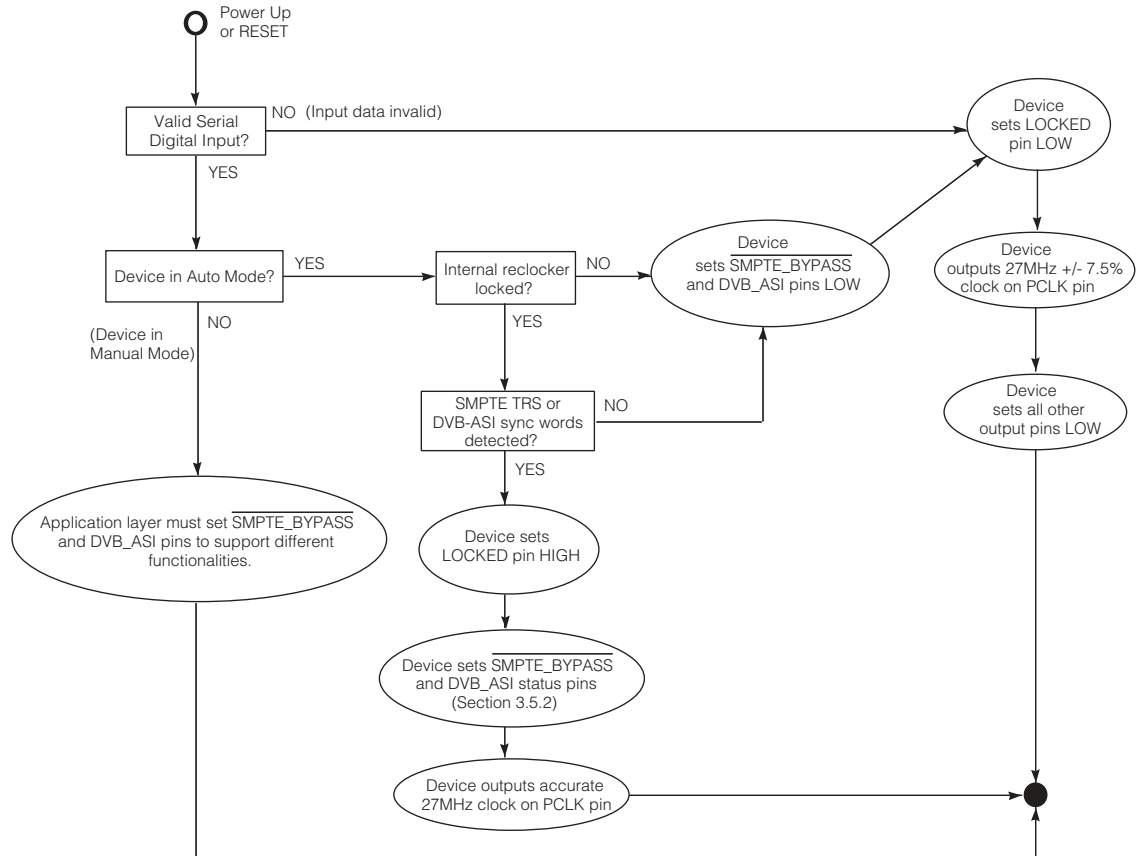 Power Up
or RESET
Valid Serial
Digital Input?
NO (Input data invalid)
YES
Device
sets LOCKED
pin LOW
Device in Auto Mode?
YES
NO
(Device in
Manual Mode)
Internal reclocker
locked?
NO
YES
Device
sets SMPTE_BYPASS
and DVB_ASI pins LOW
Device
outputs 27MHz +/- 7.5%
clock on PCLK pin
SMPTE TRS or
DVB-ASI sync words
detected?
NO
YES
Device
sets all other
output pins LOW
Application layer must set SMPTE_BYPASS
and DVB_ASI pins to support different
functionalities.
Device sets
LOCKED pin HIGH
Device sets SMPTE_BYPASS
and DVB_ASI status pins
(Section 3.5.2)
Device outputs accurate
27MHz clock on PCLK pin